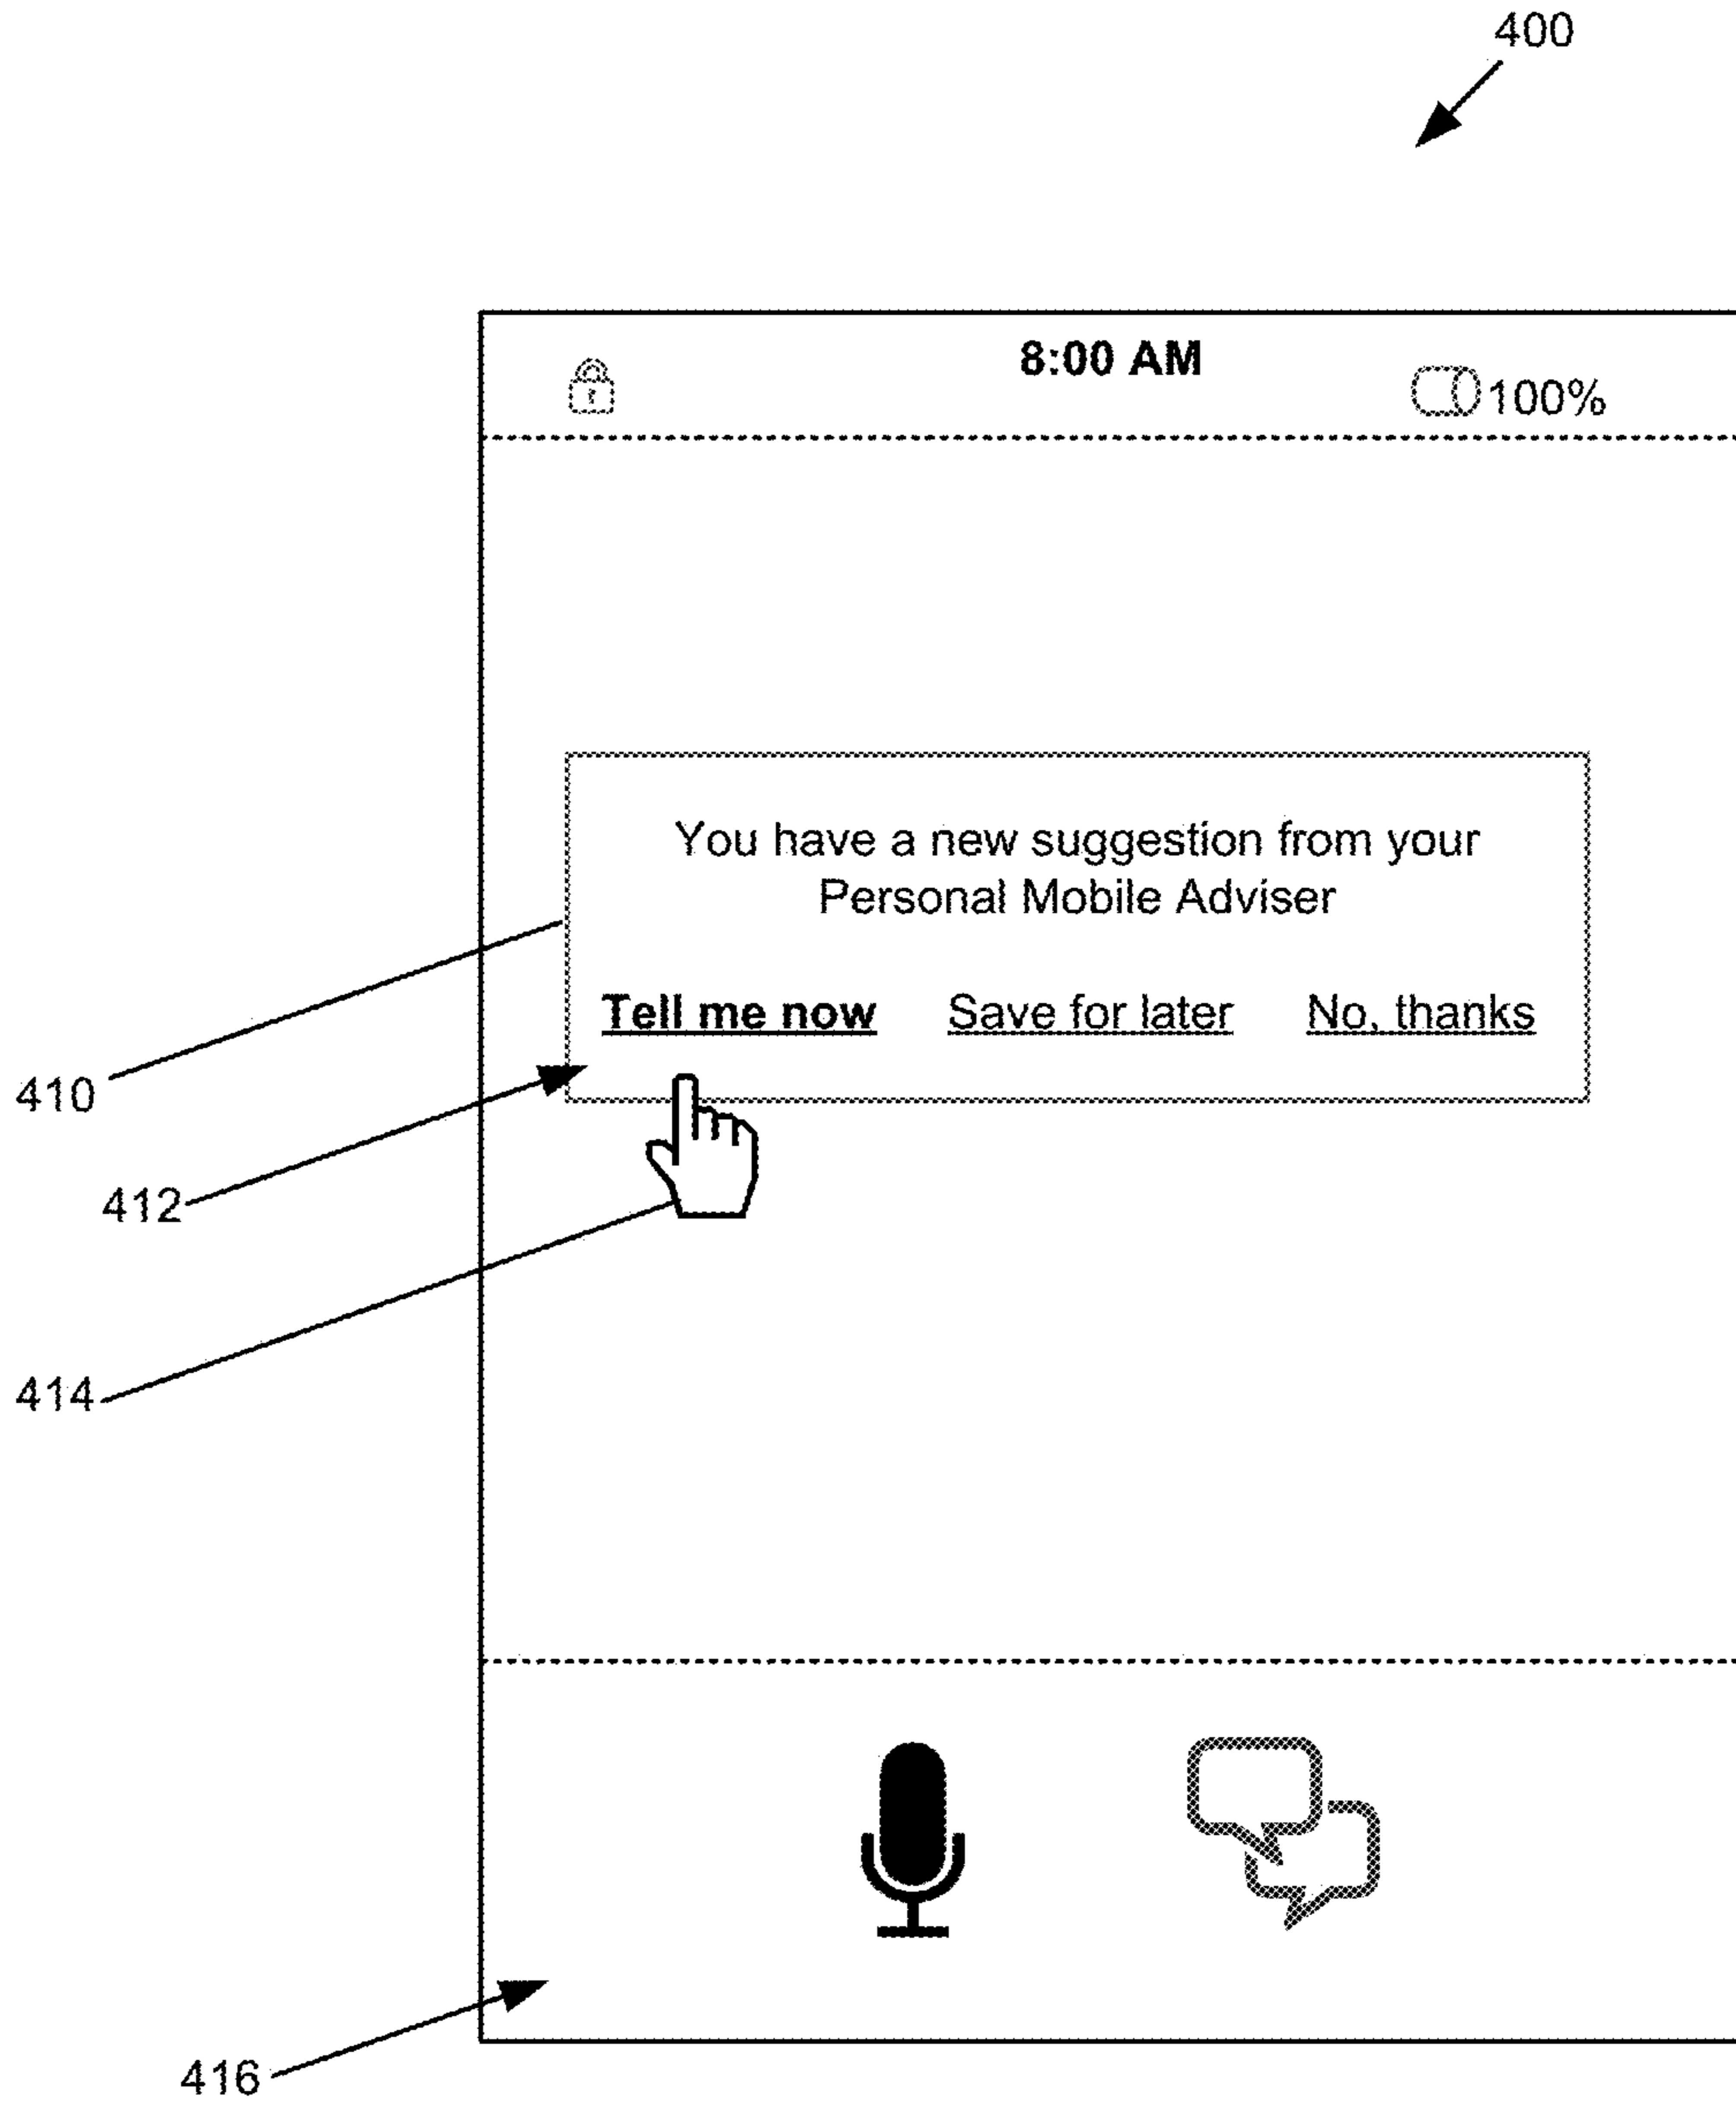 400
8:00 AM
100%
You have a new suggestion from your
Personal Mobile Adviser
Tell me now Save for later No, thanks
410
412
414
416